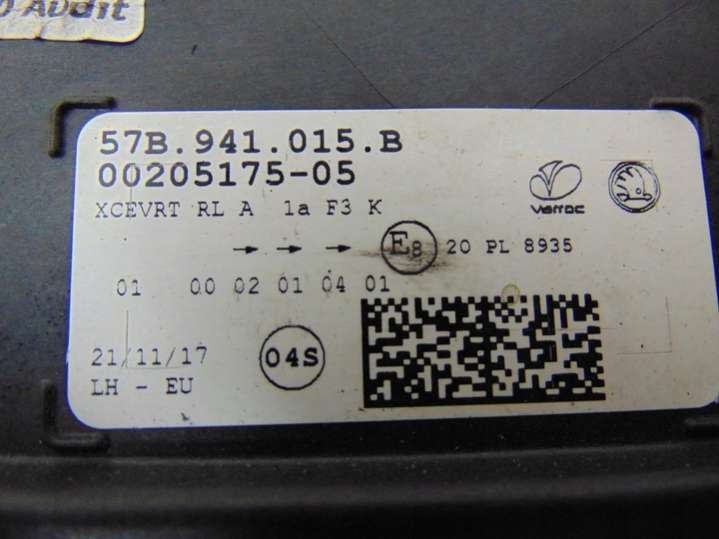 Audit
57B.941.015.B
00205175-05
varroc
XCEVRT RL A 1a F3 K
→ → → E8 20 PL 8935
01 00 02 01 04 01
21/11/17
04S
LH - EU